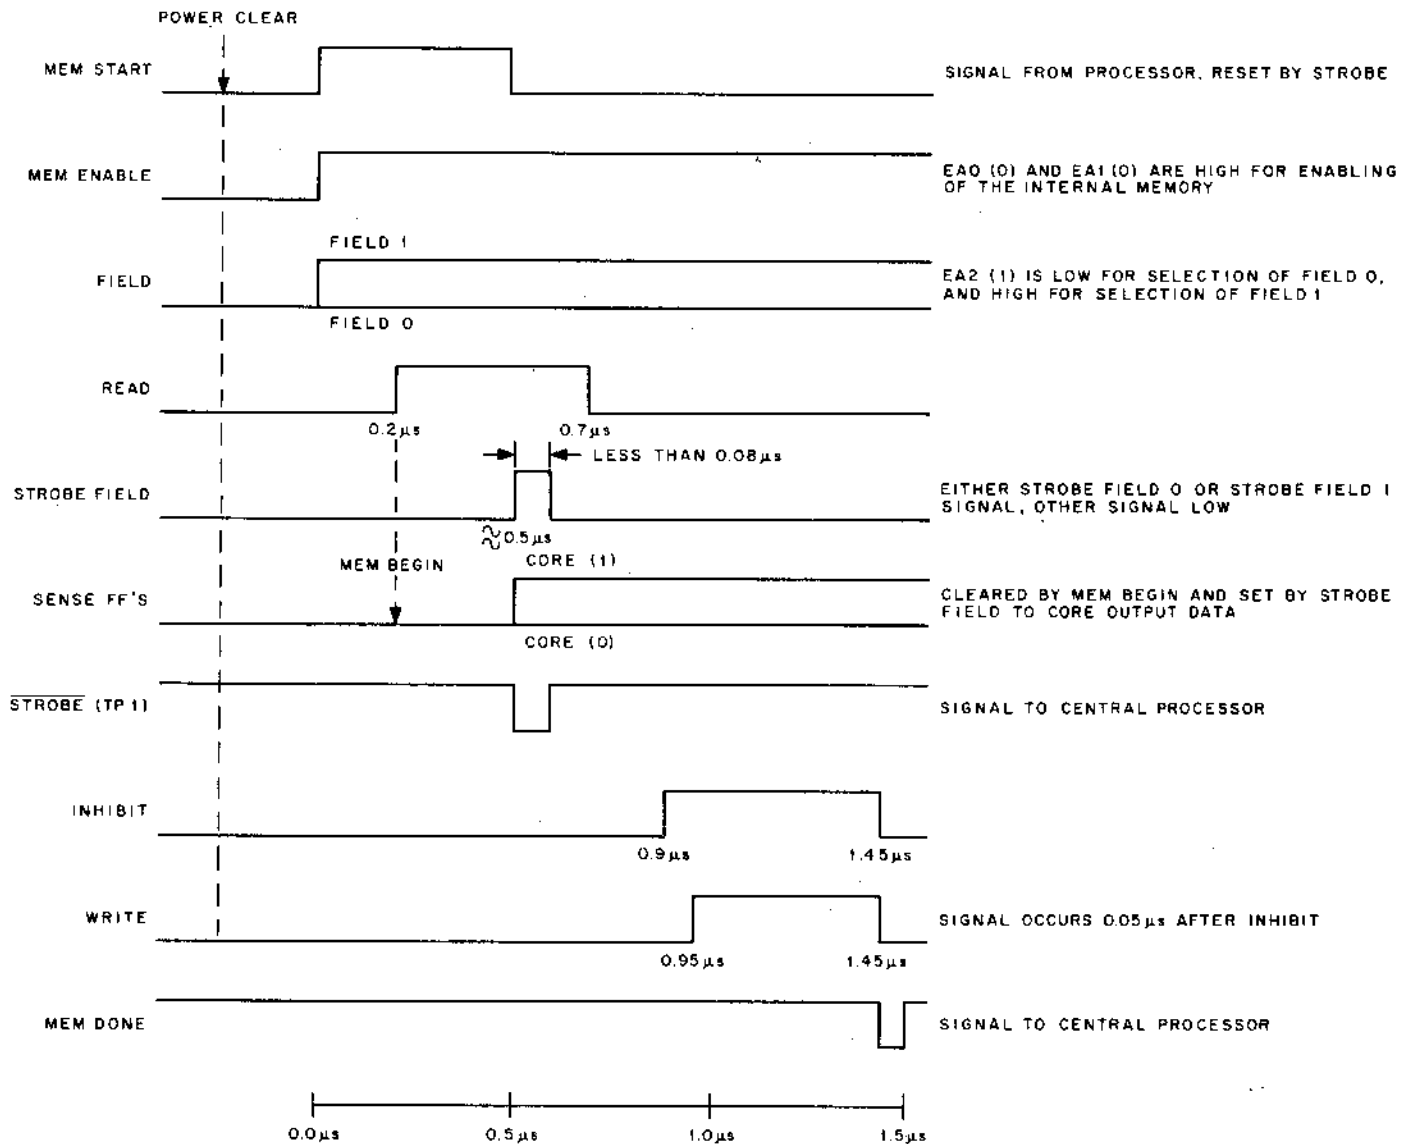 POWER CLEAR
MEM START
SIGNAL FROM PROCESSOR, RESET BY STROBE
MEM ENABLE
EA0 (0) AND EA1 (0) ARE HIGH FOR ENABLING
OF THE INTERNAL MEMORY
FIELD 1
FIELD
EA2 (1) IS LOW FOR SELECTION OF FIELD 0,
AND HIGH FOR SELECTION OF FIELD 1
FIELD 0
READ
0.2μs
0.7μs
LESS THAN 0.08μs
STROBE FIELD
EITHER STROBE FIELD 0 OR STROBE FIELD 1
SIGNAL, OTHER SIGNAL LOW
≈0.5μs
MEM BEGIN
CORE (1)
SENSE FF'S
CLEARED BY MEM BEGIN AND SET BY STROBE
FIELD TO CORE OUTPUT DATA
CORE (0)
STROBE (TP1)
SIGNAL TO CENTRAL PROCESSOR
INHIBIT
0.9μs
1.45μs
WRITE
SIGNAL OCCURS 0.05μs AFTER INHIBIT
0.95μs
1.45μs
MEM DONE
SIGNAL TO CENTRAL PROCESSOR
0.0μs
0.5μs
1.0μs
1.5μs